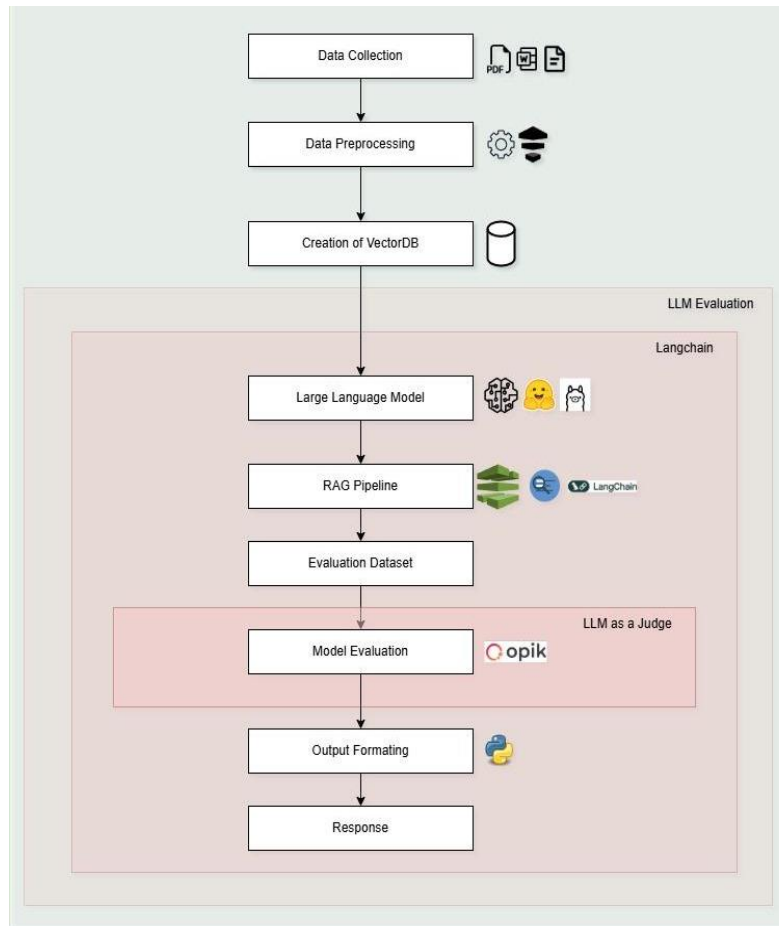 Data Collection
PDF
W
Data Preprocessing
Creation of VectorDB
LLM Evaluation
Langchain
Large Language Model
RAG Pipeline
LangChain
Evaluation Dataset
LLM as a Judge
Model Evaluation
opik
Output Formating
Response